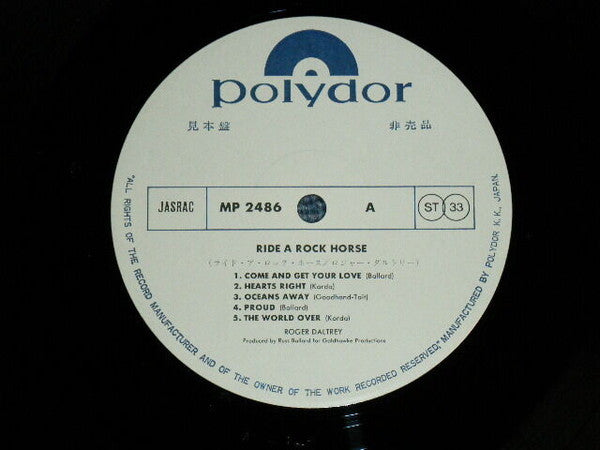 polydor
見本盤 非売品
JASRAC MP 2486 A ST 33
RIDE A ROCK HORSE
(ライド・ア・ロック・ホース/ロジャー・ダルトリー)
1. COME AND GET YOUR LOVE (Ballard)
2. HEARTS RIGHT (Korda)
3. OCEANS AWAY (Goodhand-Tait)
4. PROUD (Ballard)
5. THE WORLD OVER (Korda)
ROGER DALTREY
Produced by Russ Ballard for Goldhawke Productions
"ALL RIGHTS OF THE RECORD MANUFACTURER AND OF THE OWNER OF THE WORK RECORDED RESERVED," MANUFACTURED BY POLYDOR K. K., JAPAN.